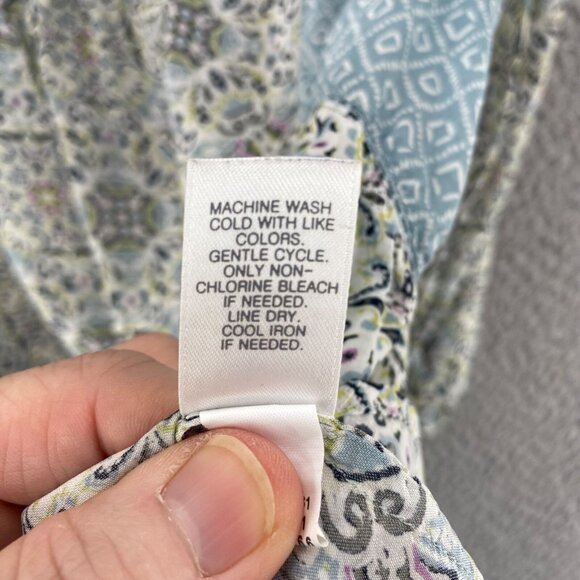 MACHINE WASH
COLD WITH LIKE
COLORS.
GENTLE CYCLE.
ONLY NON-
CHLORINE BLEACH
IF NEEDED.
LINE DRY.
COOL IRON
IF NEEDED.